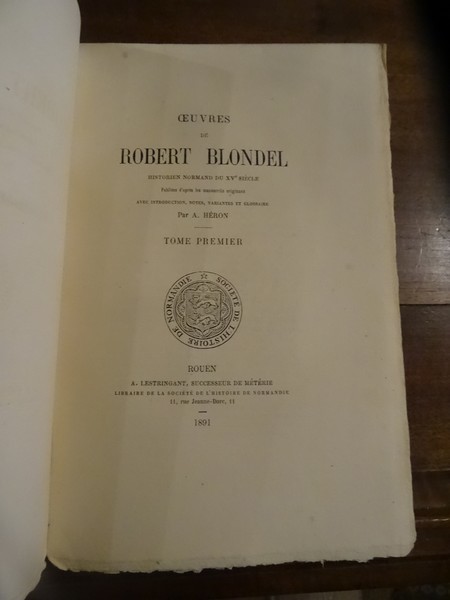 ŒUVRES
DE
ROBERT BLONDEL
HISTORIEN NORMAND DU XVᵉ SIÈCLE
Publiées d'après les manuscrits originaux
AVEC INTRODUCTION, NOTES, VARIANTES ET GLOSSAIRE
Par A. HÉRON
TOME PREMIER
SOCIÉTÉ DE L'HISTOIRE DE NORMANDIE
ROUEN
A. LESTRINGANT, SUCCESSEUR DE MÉTÉRIE
LIBRAIRE DE LA SOCIÉTÉ DE L'HISTOIRE DE NORMANDIE
11, rue Jeanne-Darc, 11
1891